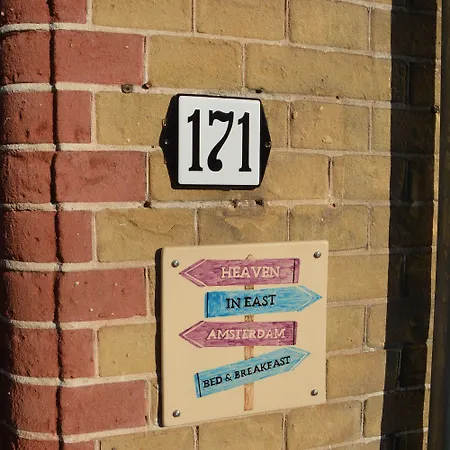 171
HEAVEN
IN EAST
AMSTERDAM
BED & BREAKFAST